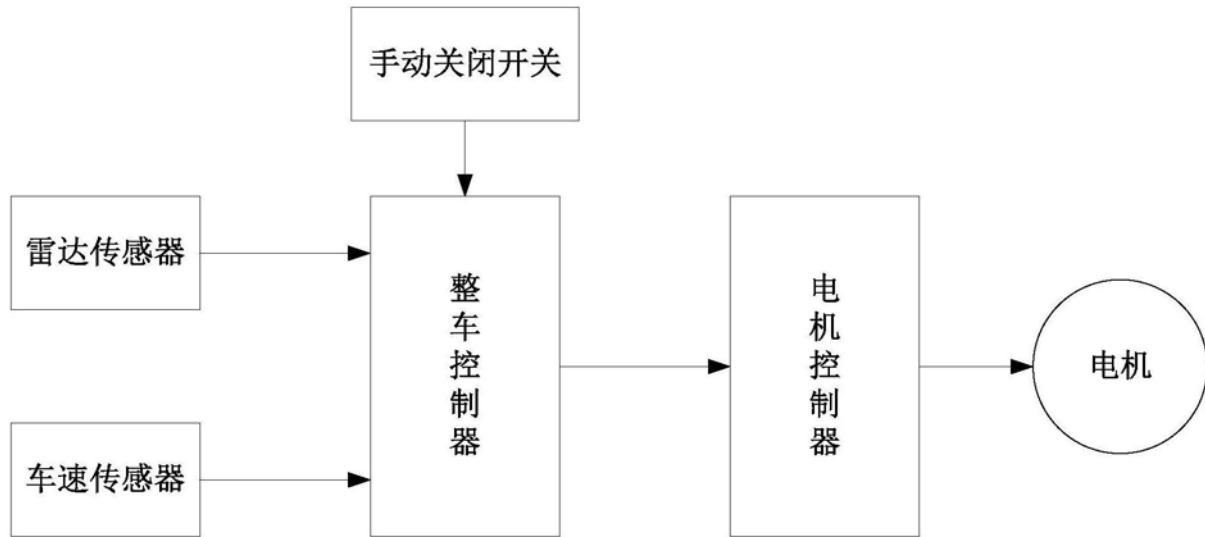 手动关闭开关
雷达传感器
车速传感器
整车控制器
电机控制器
电机